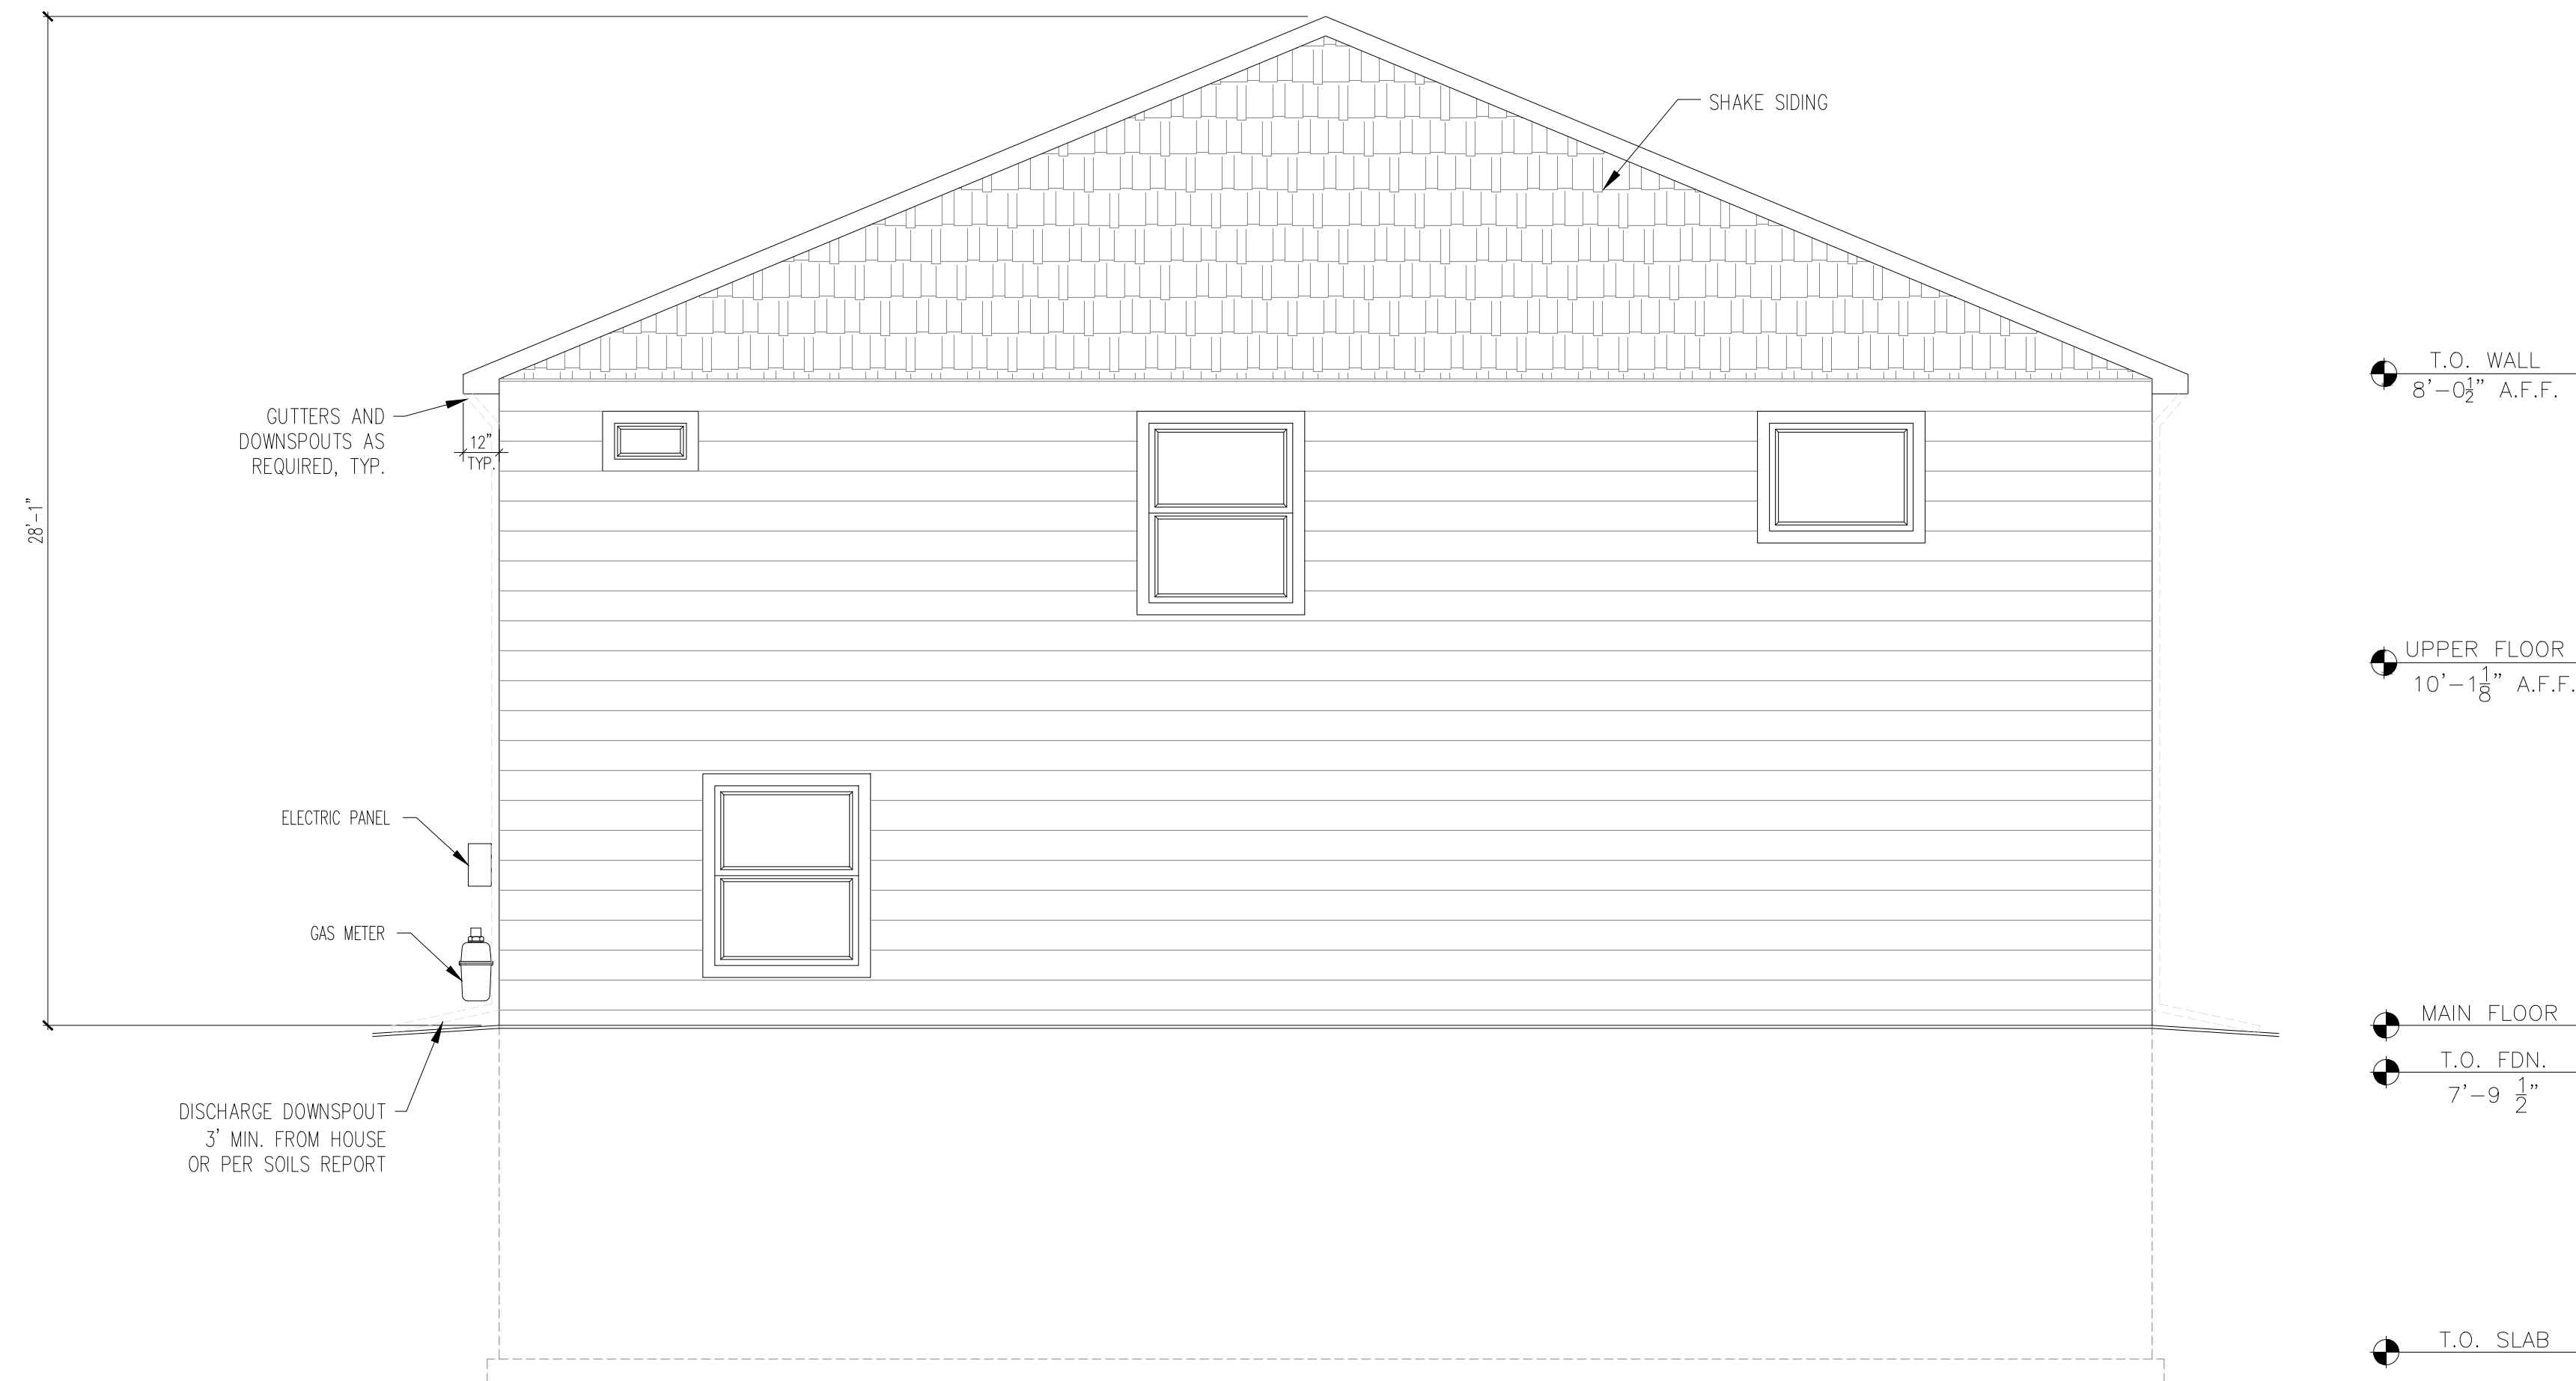 SHAKE SIDING
T.O. WALL
8'-0½" A.F.F.
GUTTERS AND
DOWNSPOUTS AS
REQUIRED, TYP.
12"
TYP.
28'-1"
UPPER FLOOR
10'-1⅛" A.F.F.
ELECTRIC PANEL
GAS METER
MAIN FLOOR
T.O. FDN.
7'-9 ½"
DISCHARGE DOWNSPOUT
3' MIN. FROM HOUSE
OR PER SOILS REPORT
T.O. SLAB